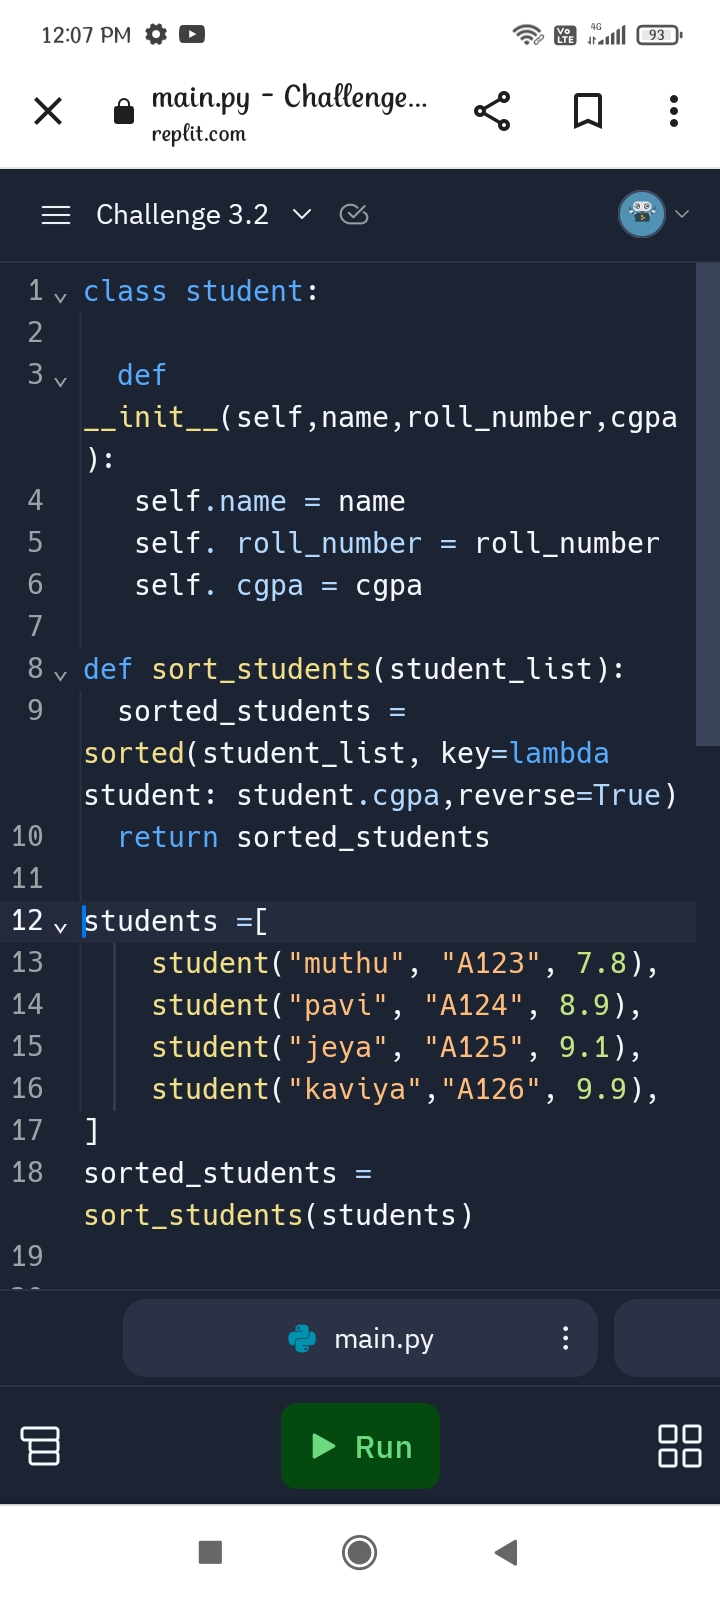 12:07 PM
4G
Vo LTE
93
main.py - Challenge...
replit.com
Challenge 3.2
1 class student:
2
3 def
__init__(self,name,roll_number,cgpa
):
4 self.name = name
5 self. roll_number = roll_number
6 self. cgpa = cgpa
7
8 def sort_students(student_list):
9 sorted_students =
sorted(student_list, key=lambda
student: student.cgpa,reverse=True)
10 return sorted_students
11
12 students =[
13 student("muthu", "A123", 7.8),
14 student("pavi", "A124", 8.9),
15 student("jeya", "A125", 9.1),
16 student("kaviya","A126", 9.9),
17 ]
18 sorted_students =
sort_students(students)
19
main.py
Run